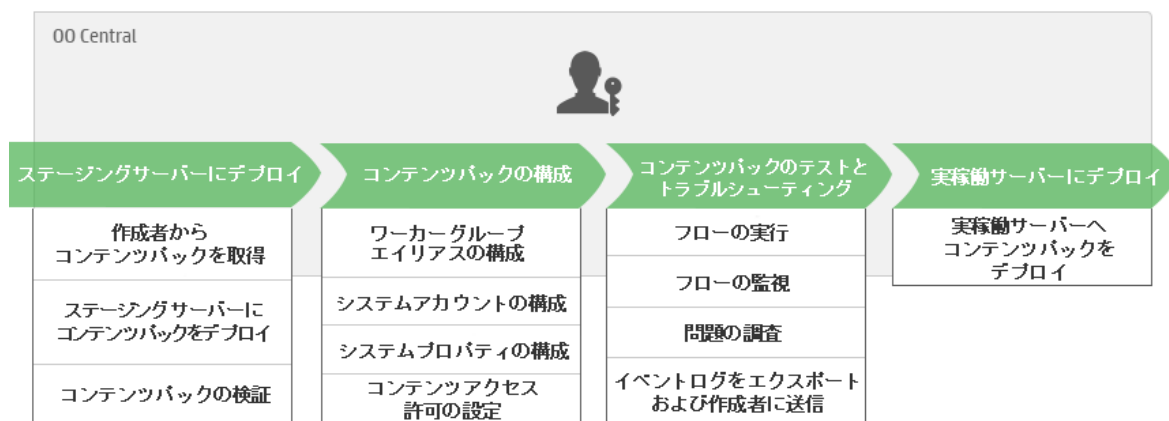 OO Central
ステージングサーバーにデプロイ
コンテンツパックの構成
コンテンツパックのテストと
トラブルシューティング
実稼働サーバーにデプロイ
作成者から
コンテンツパックを取得
ステージングサーバーに
コンテンツパックをデプロイ
コンテンツパックの検証
ワーカーグループ
エイリアスの構成
システムアカウントの構成
システムプロパティの構成
コンテンツアクセス
許可の設定
フローの実行
フローの監視
問題の調査
イベントログをエクスポート
および作成者に送信
実稼働サーバーへ
コンテンツパックを
デプロイ